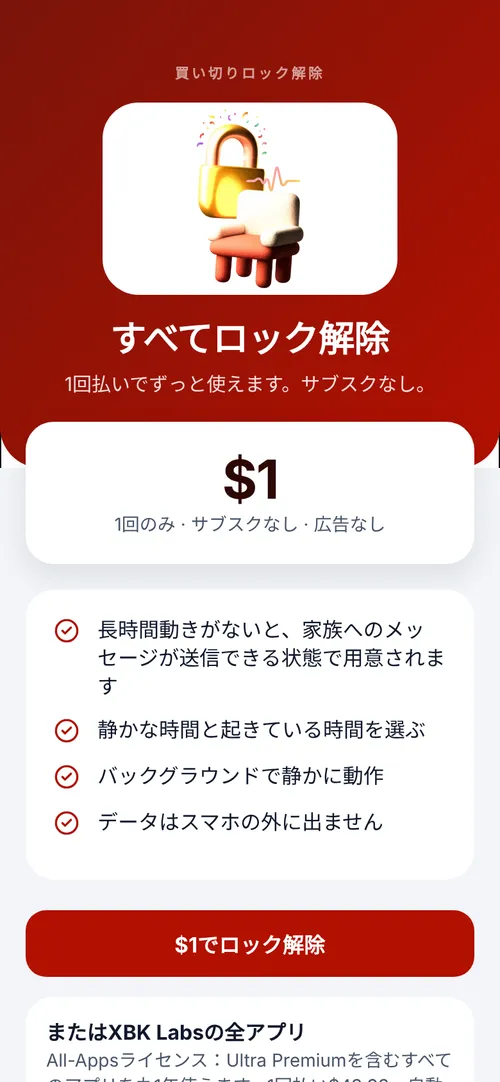 買い切りロック解除
すべてロック解除
1回払いでずっと使えます。サブスクなし。
$1
1回のみ · サブスクなし · 広告なし
長時間動きがないと、家族へのメッ
セージが送信できる状態で用意されま
す
静かな時間と起きている時間を選ぶ
バックグラウンドで静かに動作
データはスマホの外に出ません
$1でロック解除
またはXBK Labsの全アプリ
All-Appsライセンス：Ultra Premiumを含むすべて